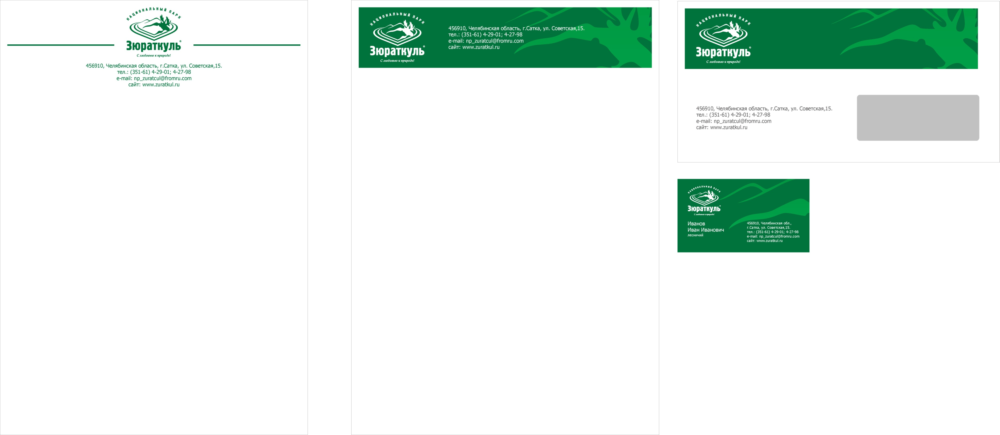 НАЦИОНАЛЬНЫЙ ПАРК
Зюраткуль®
С любовью к природе!
456910, Челябинская область, г.Сатка, ул. Советская,15.
тел.: (351-61) 4-29-01; 4-27-98
e-mail: np_zuratcul@fromru.com
сайт: www.zuratkul.ru
НАЦИОНАЛЬНЫЙ ПАРК
Зюраткуль®
С любовью к природе!
456910, Челябинская область, г.Сатка, ул. Советская,15.
тел.: (351-61) 4-29-01; 4-27-98
e-mail: np_zuratcul@fromru.com
сайт: www.zuratkul.ru
НАЦИОНАЛЬНЫЙ ПАРК
Зюраткуль®
С любовью к природе!
456910, Челябинская область, г.Сатка, ул. Советская,15.
тел.: (351-61) 4-29-01; 4-27-98
e-mail: np_zuratcul@fromru.com
сайт: www.zuratkul.ru
НАЦИОНАЛЬНЫЙ ПАРК
Зюраткуль®
С любовью к природе!
Иванов
Иван Иванович
лесничий
456910, Челябинская обл.,
г.Сатка, ул. Советская,15.
тел.: (351-61) 4-29-01; 4-27-98
e-mail: np_zuratcul@fromru.com
сайт: www.zuratkul.ru